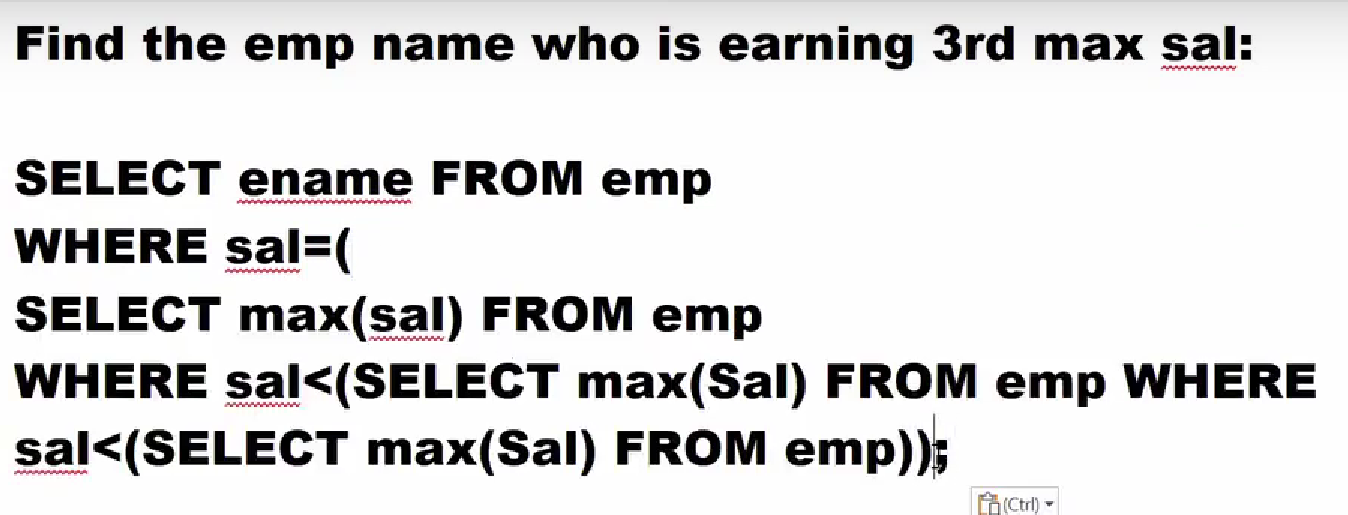 Find the emp name who is earning 3rd max sal:
SELECT ename FROM emp
WHERE sal=(
SELECT max(sal) FROM emp
WHERE sal<(SELECT max(Sal) FROM emp WHERE
sal<(SELECT max(Sal) FROM emp));
(Ctrl)